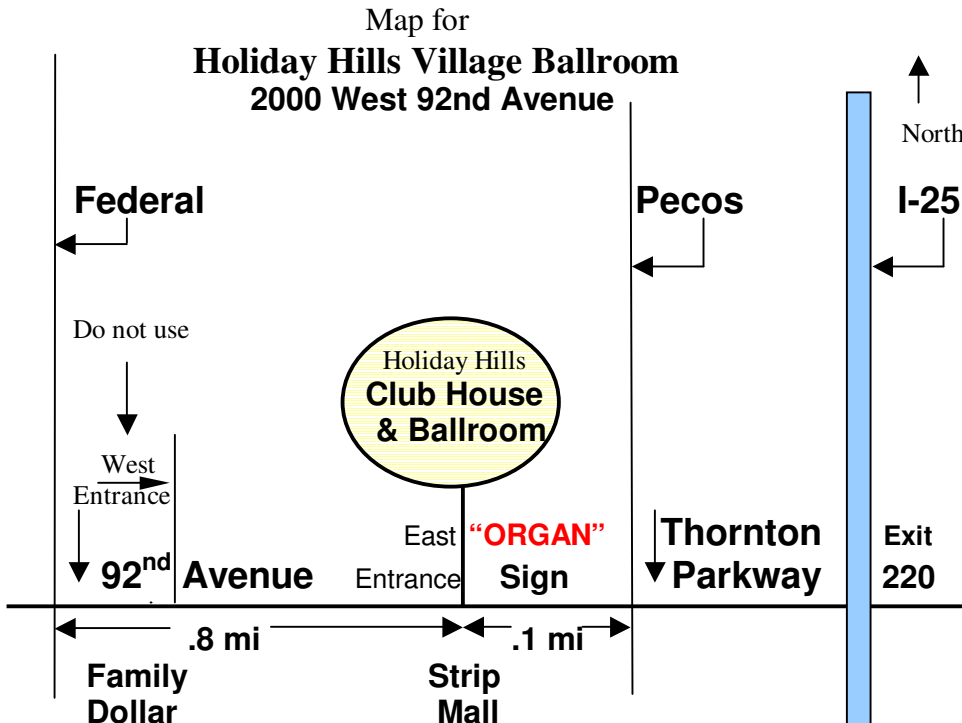 Map for
Holiday Hills Village Ballroom
2000 West 92nd Avenue
North
Federal
Pecos
I-25
Do not use
Holiday Hills
Club House
& Ballroom
West
Entrance
East "ORGAN"
Entrance Sign
92nd Avenue
Thornton
Parkway
Exit
220
.8 mi
.1 mi
Family
Dollar
Strip
Mall